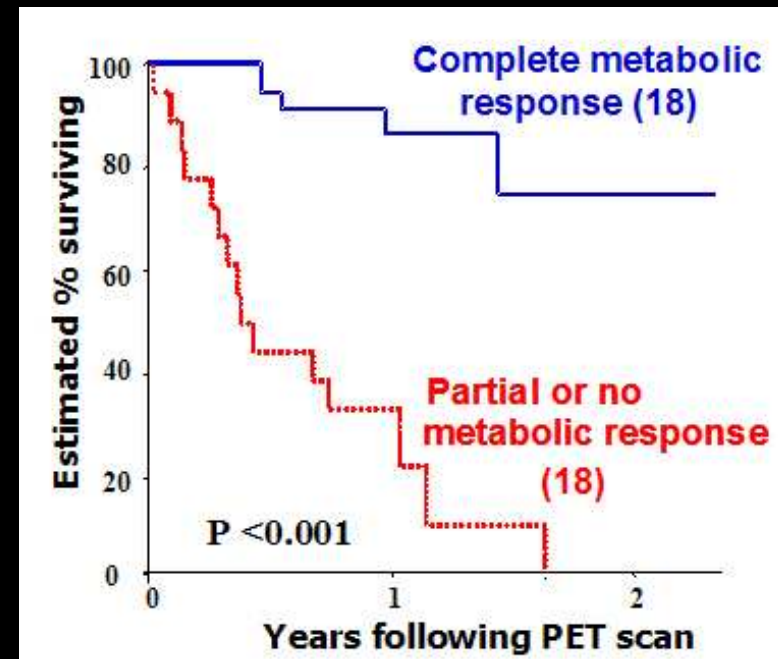 Estimated % surviving
100
80
60
40
20
0
Complete metabolic
response (18)
Partial or no
metabolic response
(18)
P <0.001
0 1 2
Years following PET scan